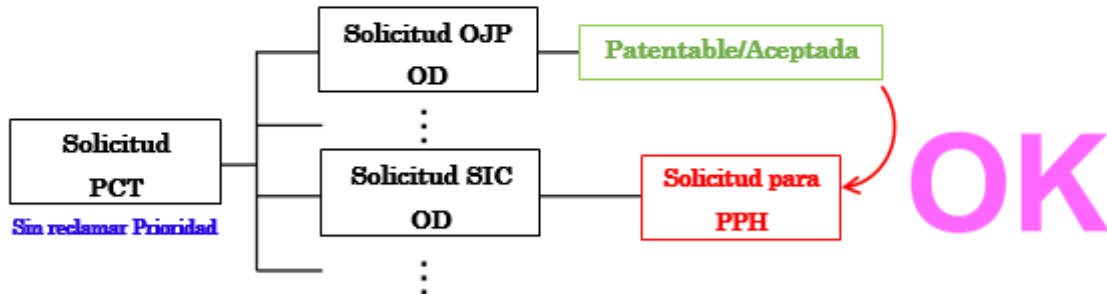 Solicitud OJP
OD
Patentable/Aceptada
Solicitud
PCT
Sin reclamar Prioridad
Solicitud SIC
OD
Solicitud para
PPH
OK